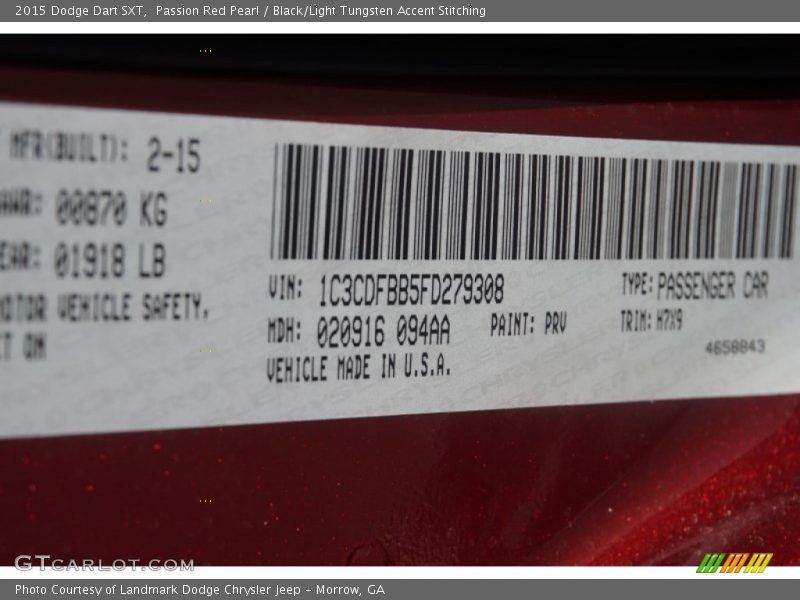 2015 Dodge Dart SXT, Passion Red Pearl / Black/Light Tungsten Accent Stitching
MFR(BUILT): 2-15
00870 KG
01918 LB
MOTOR VEHICLE SAFETY,
ON
VIN: 1C3CDFBB5FD279308
TYPE: PASSENGER CAR
MDH: 020916 094AA
PAINT: PRV
TRIM: H7X9
VEHICLE MADE IN U.S.A.
4658843
GTCARLOT.COM
Photo Courtesy of Landmark Dodge Chrysler Jeep - Morrow, GA